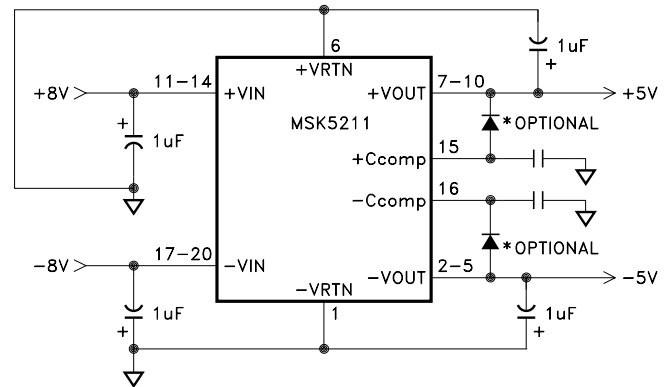 6
+VRTN
1uF
+
11-14
7-10
+8V
+VIN
+VOUT
+5V
MSK5211
+
1uF
*OPTIONAL
15
+Ccomp
16
-Ccomp
17-20
*OPTIONAL
-8V
-VIN
-VOUT
2-5
-5V
-VRTN
1
1uF
+
1uF
+